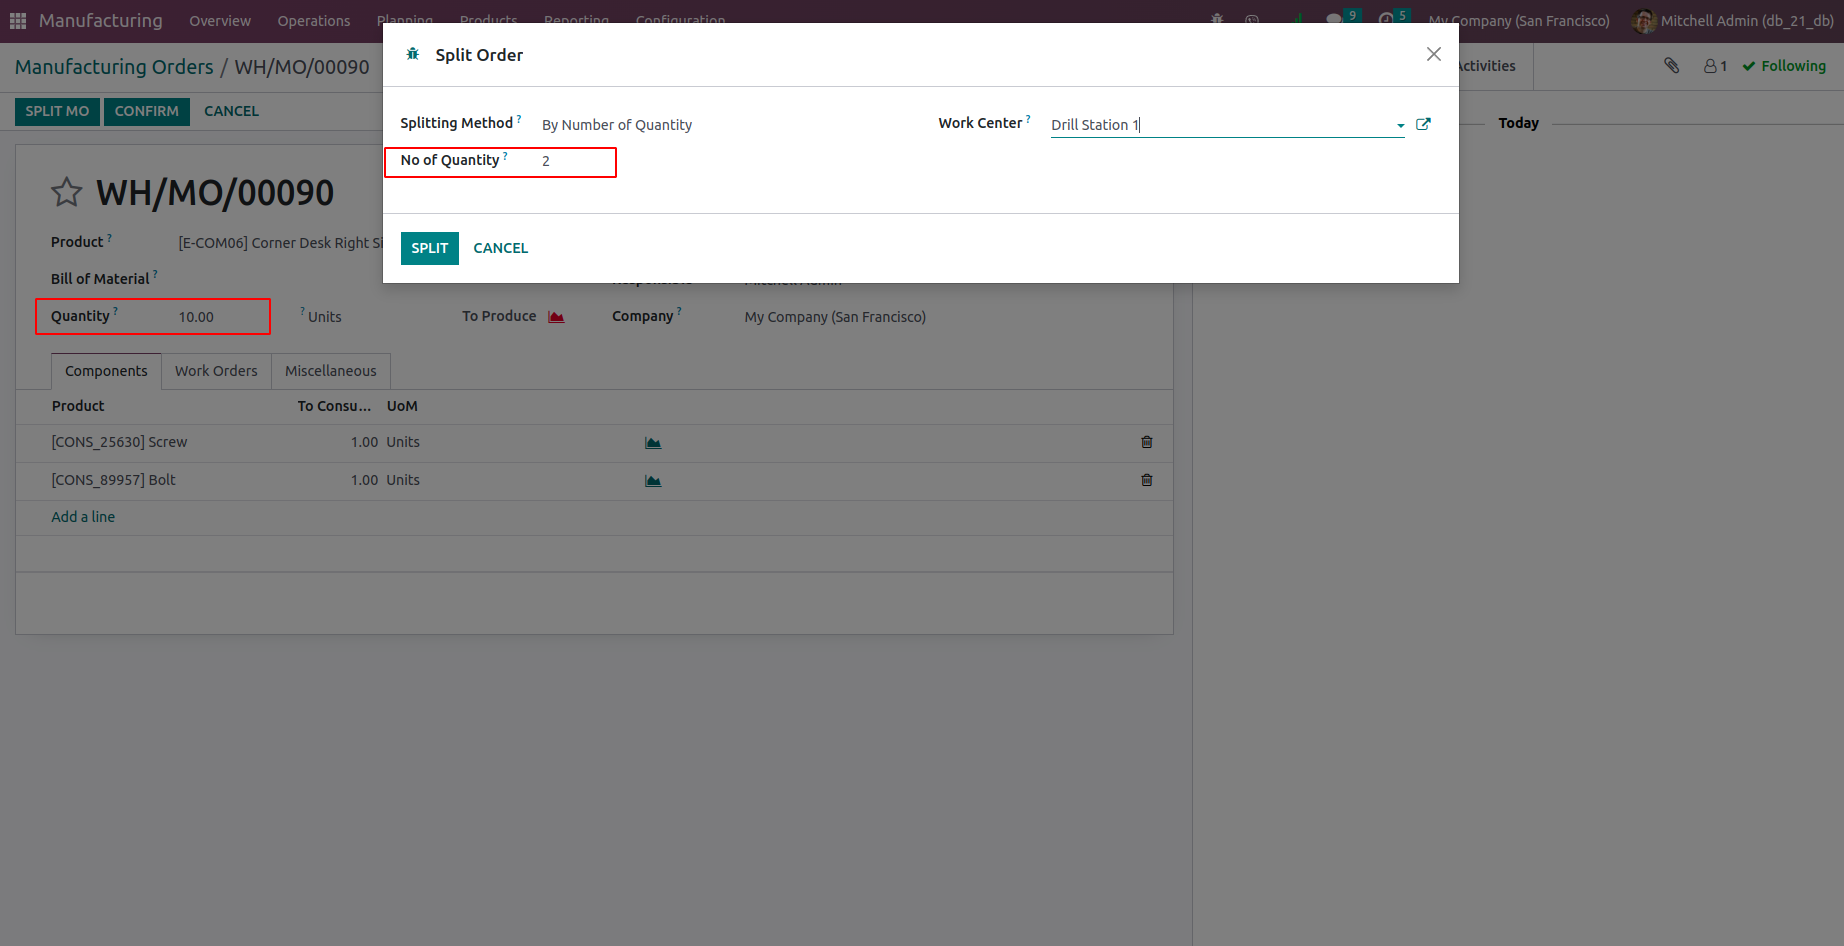 Manufacturing Overview Operations Planning Products Reporting Configuration 9 5 My Company (San Francisco) Mitchell Admin (db_21_db)
Manufacturing Orders / WH/MO/00090
Activities 1 Following
SPLIT MO CONFIRM CANCEL
Today
Split Order
Splitting Method ? By Number of Quantity
Work Center ? Drill Station 1
No of Quantity ? 2
SPLIT CANCEL
WH/MO/00090
Product ? [E-COM06] Corner Desk Right Si
Bill of Material ?
Responsible Mitchell Admin
Quantity ? 10.00 ? Units To Produce
Company ? My Company (San Francisco)
Components Work Orders Miscellaneous
Product To Consu... UoM
[CONS_25630] Screw 1.00 Units
[CONS_89957] Bolt 1.00 Units
Add a line